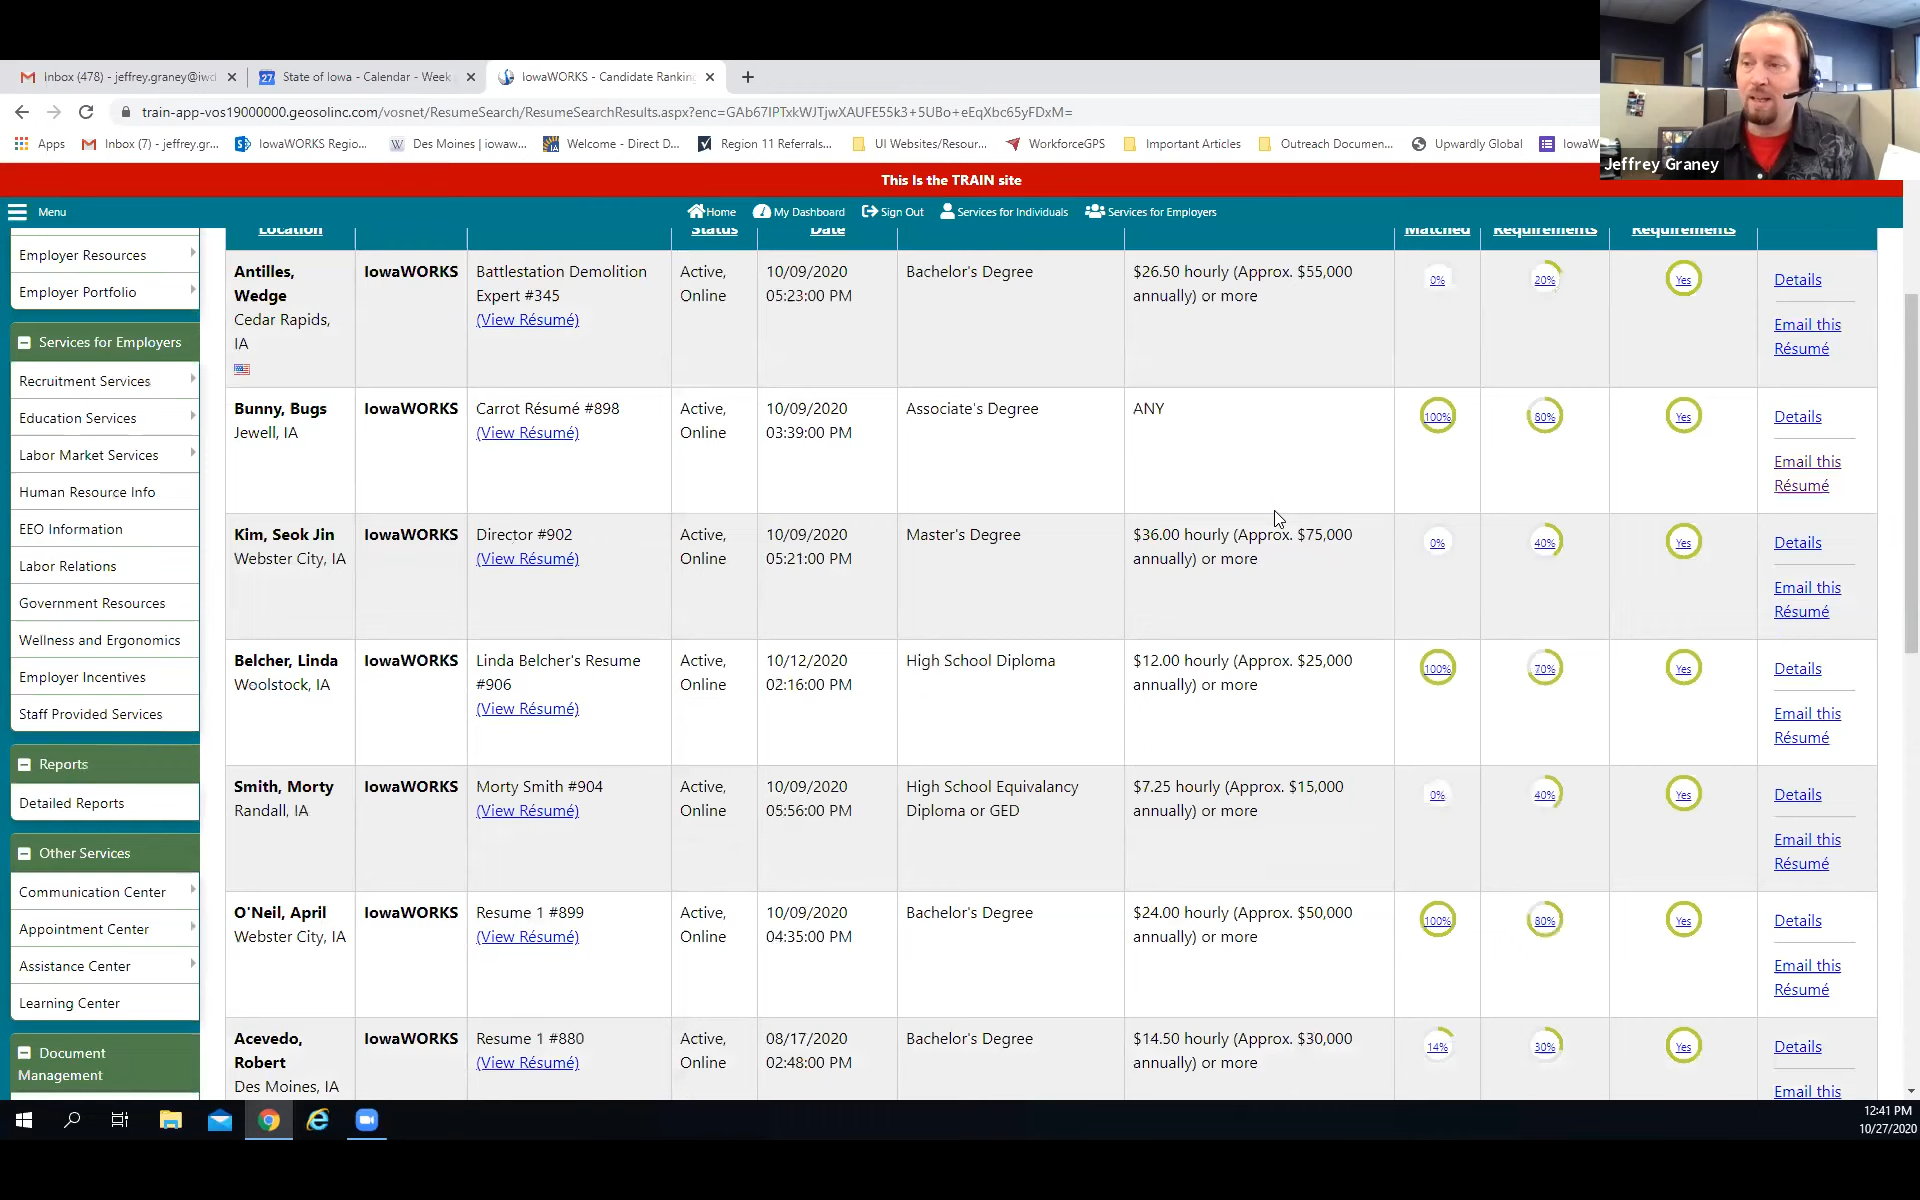 Inbox (478) - jeffrey.graney@iwd
State of Iowa - Calendar - Week
IowaWORKS - Candidate Ranking
train-app-vos19000000.geosolinc.com/vosnet/ResumeSearch/ResumeSearchResults.aspx?enc=GAb67IPTxkWJTjwXAUFE55k3+5UBo+eEqXbc65yFDxM=
Apps
Inbox (7) - jeffrey.gr...
IowaWORKS Regio...
Des Moines | iowaw...
Welcome - Direct D...
Region 11 Referrals...
UI Websites/Resour...
WorkforceGPS
Important Articles
Outreach Documen...
Upwardly Global
IowaW
Jeffrey Graney
This Is the TRAIN site
Menu
Home
My Dashboard
Sign Out
Services for Individuals
Services for Employers
Location
Status
Date
Matched
Requirements
Requirements
Employer Resources
Employer Portfolio
Services for Employers
Recruitment Services
Education Services
Labor Market Services
Human Resource Info
EEO Information
Labor Relations
Government Resources
Wellness and Ergonomics
Employer Incentives
Staff Provided Services
Reports
Detailed Reports
Other Services
Communication Center
Appointment Center
Assistance Center
Learning Center
Document
Management
Antilles,
Wedge
Cedar Rapids,
IA
IowaWORKS
Battlestation Demolition
Expert #345
(View Résumé)
Active,
Online
10/09/2020
05:23:00 PM
Bachelor's Degree
$26.50 hourly (Approx. $55,000
annually) or more
0%
20%
Yes
Details
Email this
Résumé
Bunny, Bugs
Jewell, IA
IowaWORKS
Carrot Résumé #898
(View Résumé)
Active,
Online
10/09/2020
03:39:00 PM
Associate's Degree
ANY
100%
80%
Yes
Details
Email this
Résumé
Kim, Seok Jin
Webster City, IA
IowaWORKS
Director #902
(View Résumé)
Active,
Online
10/09/2020
05:21:00 PM
Master's Degree
$36.00 hourly (Approx. $75,000
annually) or more
0%
40%
Yes
Details
Email this
Résumé
Belcher, Linda
Woolstock, IA
IowaWORKS
Linda Belcher's Resume
#906
(View Résumé)
Active,
Online
10/12/2020
02:16:00 PM
High School Diploma
$12.00 hourly (Approx. $25,000
annually) or more
100%
70%
Yes
Details
Email this
Résumé
Smith, Morty
Randall, IA
IowaWORKS
Morty Smith #904
(View Résumé)
Active,
Online
10/09/2020
05:56:00 PM
High School Equivalancy
Diploma or GED
$7.25 hourly (Approx. $15,000
annually) or more
0%
40%
Yes
Details
Email this
Résumé
O'Neil, April
Webster City, IA
IowaWORKS
Resume 1 #899
(View Résumé)
Active,
Online
10/09/2020
04:35:00 PM
Bachelor's Degree
$24.00 hourly (Approx. $50,000
annually) or more
100%
80%
Yes
Details
Email this
Résumé
Acevedo,
Robert
Des Moines, IA
IowaWORKS
Resume 1 #880
(View Résumé)
Active,
Online
08/17/2020
02:48:00 PM
Bachelor's Degree
$14.50 hourly (Approx. $30,000
annually) or more
14%
30%
Yes
Details
Email this
12:41 PM
10/27/2020